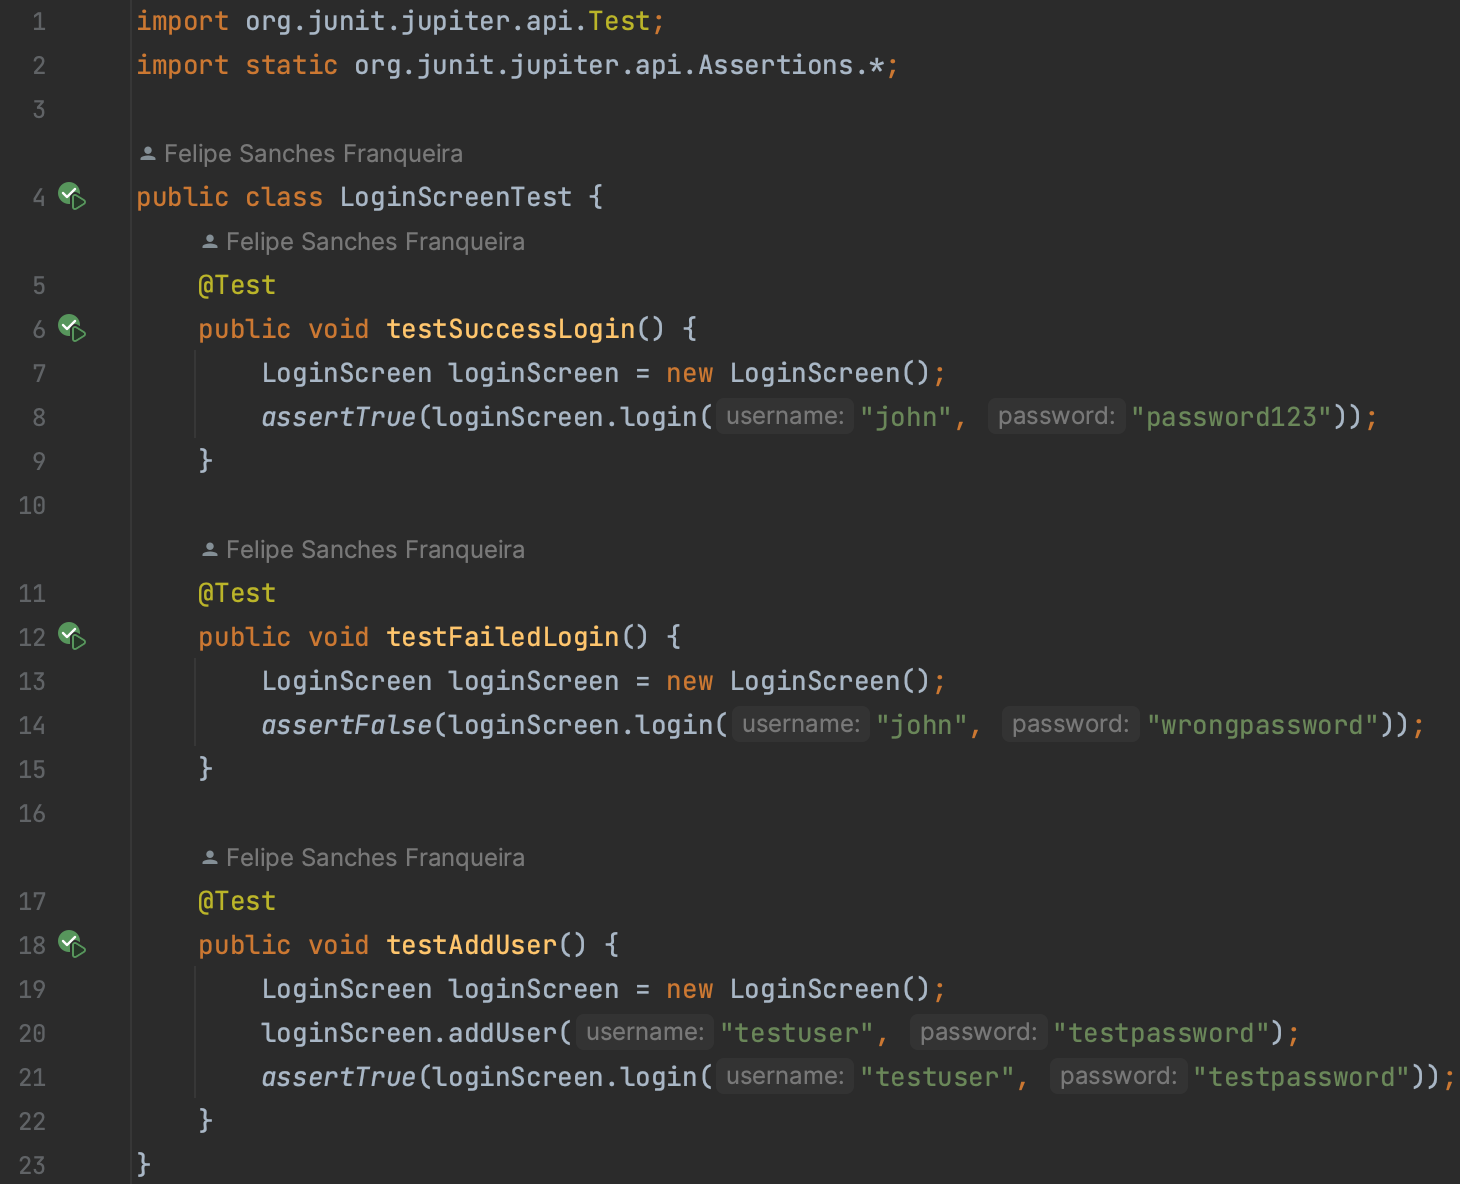 1 import org.junit.jupiter.api.Test;
2 import static org.junit.jupiter.api.Assertions.*;
3
Felipe Sanches Franqueira
4 public class LoginScreenTest {
Felipe Sanches Franqueira
5 @Test
6 public void testSuccessLogin() {
7 LoginScreen loginScreen = new LoginScreen();
8 assertTrue(loginScreen.login( username: "john", password: "password123"));
9 }
10
Felipe Sanches Franqueira
11 @Test
12 public void testFailedLogin() {
13 LoginScreen loginScreen = new LoginScreen();
14 assertFalse(loginScreen.login( username: "john", password: "wrongpassword"));
15 }
16
Felipe Sanches Franqueira
17 @Test
18 public void testAddUser() {
19 LoginScreen loginScreen = new LoginScreen();
20 loginScreen.addUser( username: "testuser", password: "testpassword");
21 assertTrue(loginScreen.login( username: "testuser", password: "testpassword"));
22 }
23 }